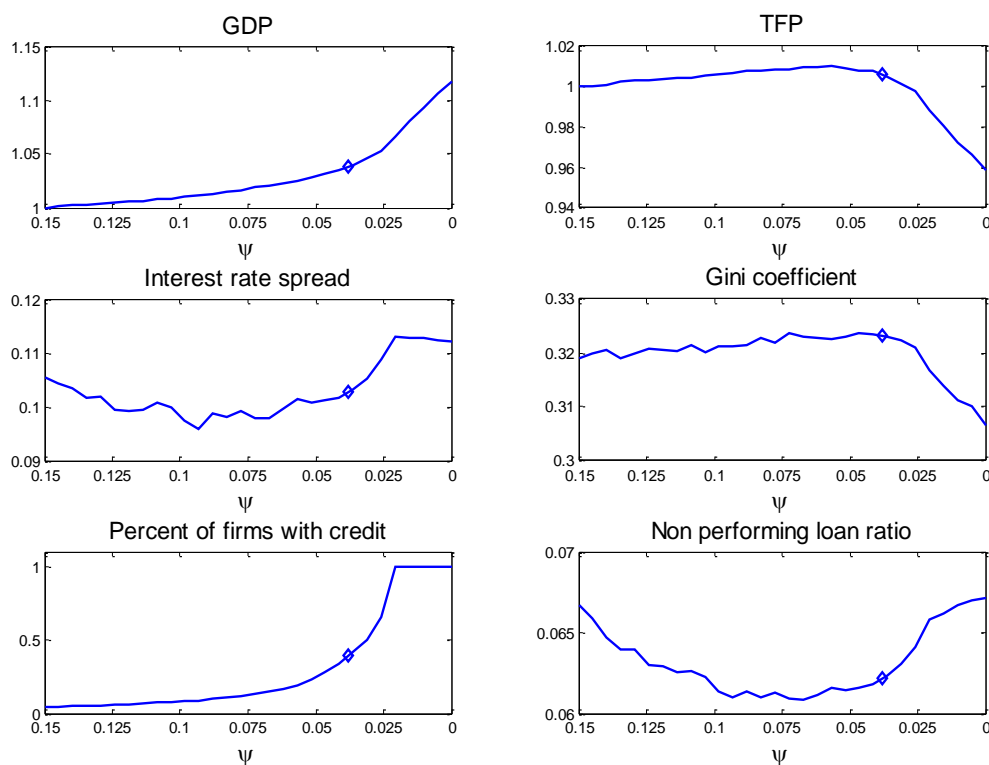 GDP
1.15
1.1
1.05
1
0.15 0.125 0.1 0.075 0.05 0.025 0
ψ
TFP
1.02
1
0.98
0.96
0.94
0.15 0.125 0.1 0.075 0.05 0.025 0
ψ
Interest rate spread
0.12
0.11
0.1
0.09
0.15 0.125 0.1 0.075 0.05 0.025 0
ψ
Gini coefficient
0.33
0.32
0.31
0.3
0.15 0.125 0.1 0.075 0.05 0.025 0
ψ
Percent of firms with credit
1
0.5
0
0.15 0.125 0.1 0.075 0.05 0.025 0
ψ
Non performing loan ratio
0.07
0.065
0.06
0.15 0.125 0.1 0.075 0.05 0.025 0
ψ